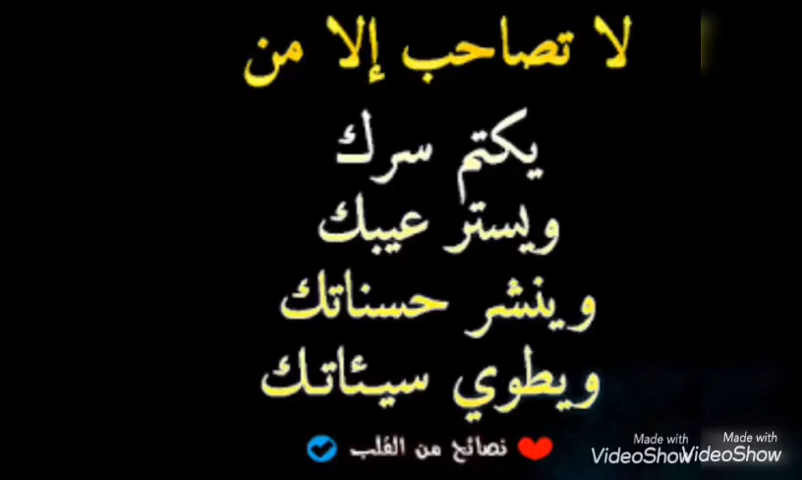 لا تصاحب إلا من
يكتم سرك
ويستر عيبك
وينشر حسناتك
ويطوي سيئاتك
نصائح من القلب
Made with
VideoShow
Made with
VideoShow